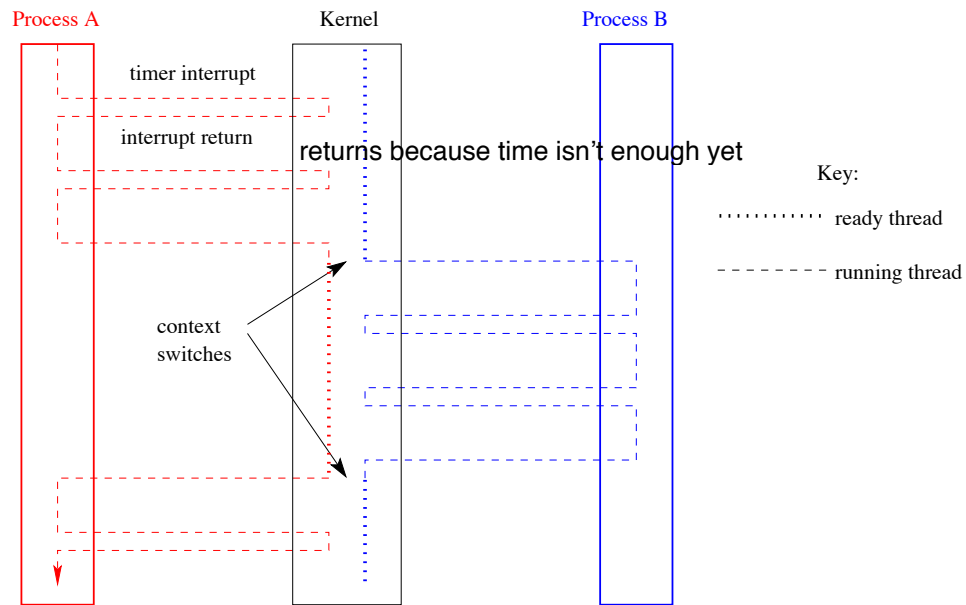 Process A
Kernel
Process B
timer interrupt
interrupt return
returns because time isn't enough yet
Key:
ready thread
running thread
context
switches